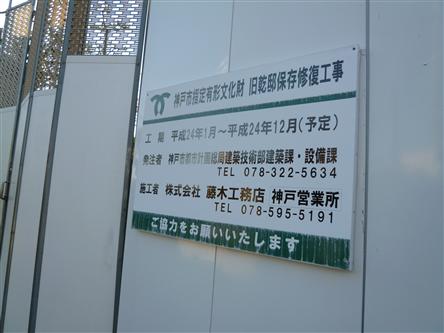 神戸市指定有形文化財 旧乾邸保存修復工事
工期 平成24年1月～平成24年12月(予定)
発注者 神戸市都市計画総局建築技術部建築課・設備課
TEL 078-322-5634
施工者 株式会社 藤木工務店 神戸営業所
TEL 078-595-5191
ご協力をお願いいたします